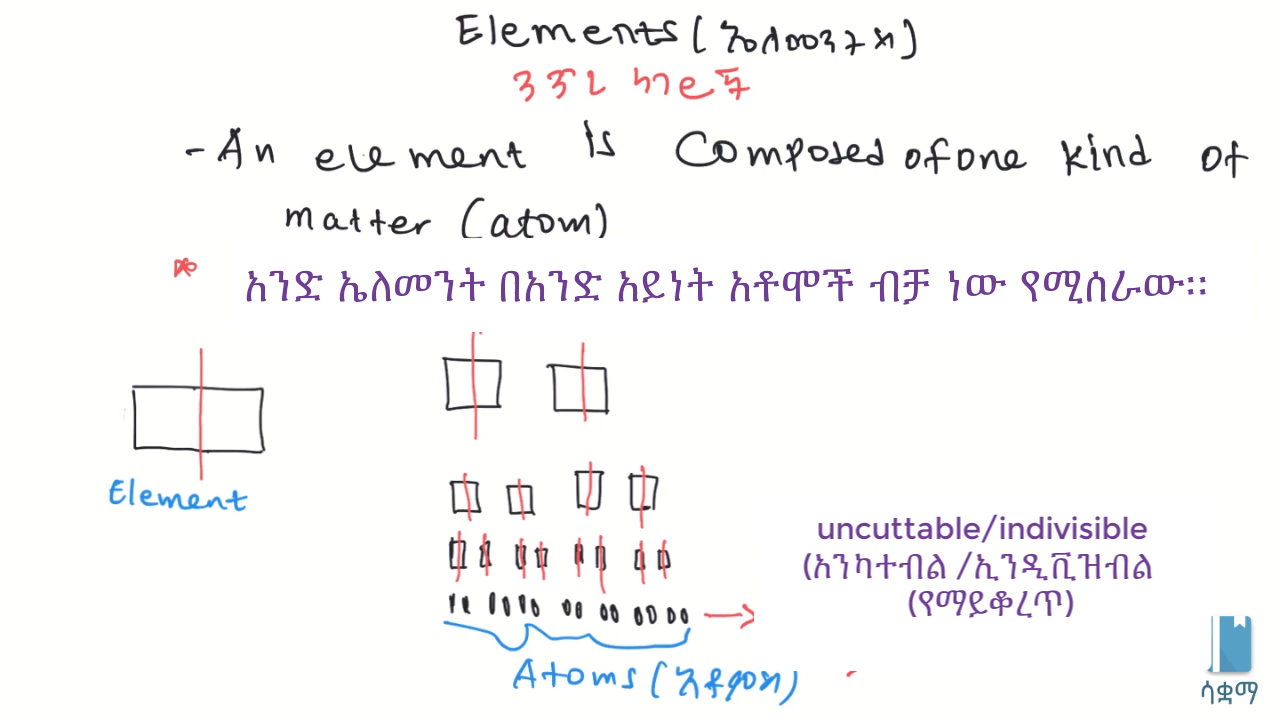 Elements (ኤለመንትስ)
ንጥረ ነገሮች
- An element is composed of one kind of
matter (atom)
* አንድ ኤለመንት በአንድ አይነት አቶሞች ብቻ ነው የሚሰራው፡፡
Element
uncuttable/indivisible
(አንካተብል /ኢንዲቪዝብል
(የማይቆረጥ)
Atoms (አቶምስ)
ሳቋማ